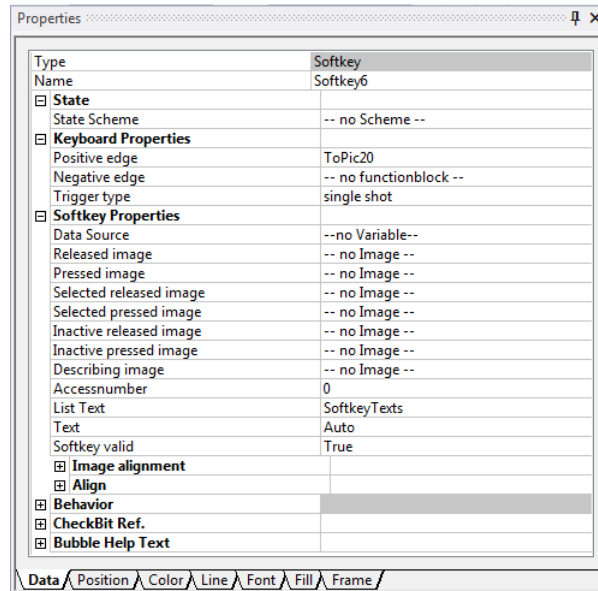 Properties
Type Softkey
Name Softkey6
State
State Scheme -- no Scheme --
Keyboard Properties
Positive edge ToPic20
Negative edge -- no functionblock --
Trigger type single shot
Softkey Properties
Data Source --no Variable--
Released image -- no Image --
Pressed image -- no Image --
Selected released image -- no Image --
Selected pressed image -- no Image --
Inactive released image -- no Image --
Inactive pressed image -- no Image --
Describing image -- no Image --
Accessnumber 0
List Text SoftkeyTexts
Text Auto
Softkey valid True
Image alignment
Align
Behavior
CheckBit Ref.
Bubble Help Text
Data Position Color Line Font Fill Frame